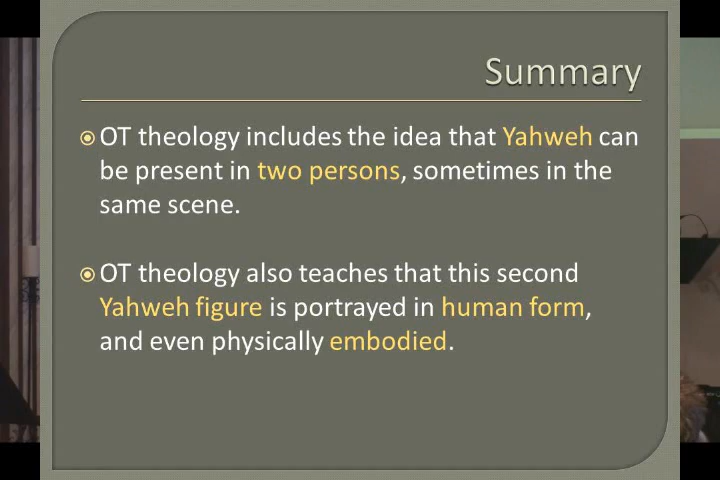 Summary
OT theology includes the idea that Yahweh can
be present in two persons, sometimes in the
same scene.
OT theology also teaches that this second
Yahweh figure is portrayed in human form,
and even physically embodied.